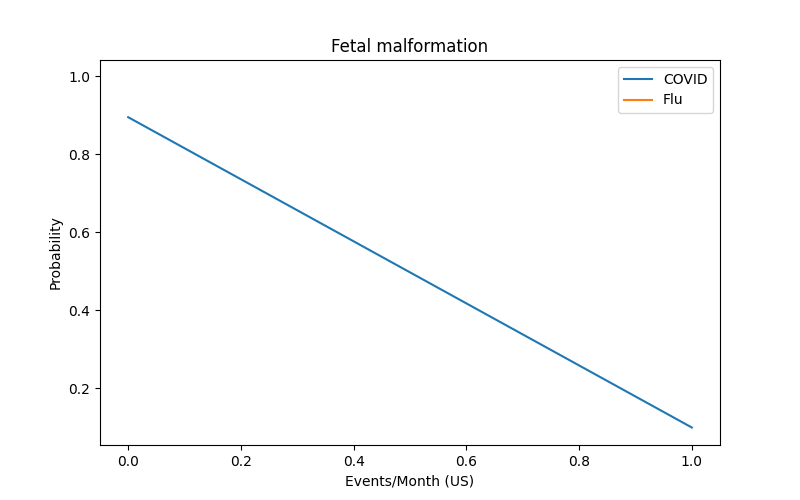 Fetal malformation
COVID
Flu
Probability
1.0
0.8
0.6
0.4
0.2
0.0 0.2 0.4 0.6 0.8 1.0
Events/Month (US)